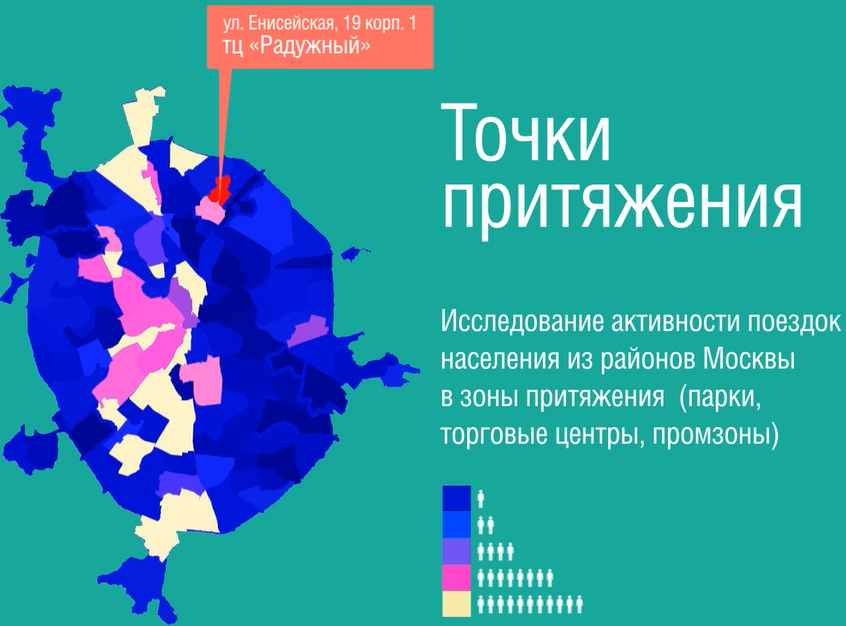 ул. Енисейская, 19 корп. 1
тц «Радужный»
Точки
притяжения
Исследование активности поездок
населения из районов Москвы
в зоны притяжения (парки,
торговые центры, промзоны)